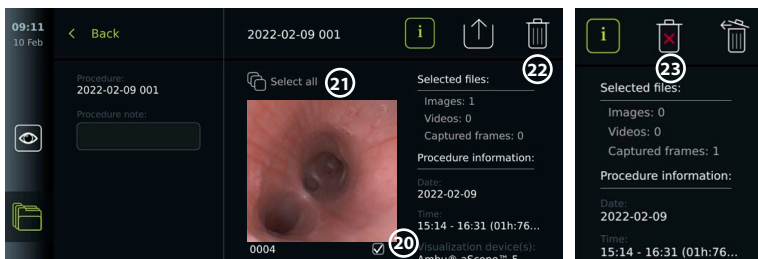 09:11
10 Feb
Back
2022-02-09 001
i
21
22
Select all
Procedure:
2022-02-09 001
Procedure note:
Selected files:
Images: 1
Videos: 0
Captured frames: 0
Procedure information:
Date:
2022-02-09
Time:
15:14 - 16:31 (01h:76...
Visualization device(s):
Ambu® aScope™ 5
0004
20
i
23
Selected files:
Images: 0
Videos: 0
Captured frames: 1
Procedure information:
Date:
2022-02-09
Time:
15:14 - 16:31 (01h:76...